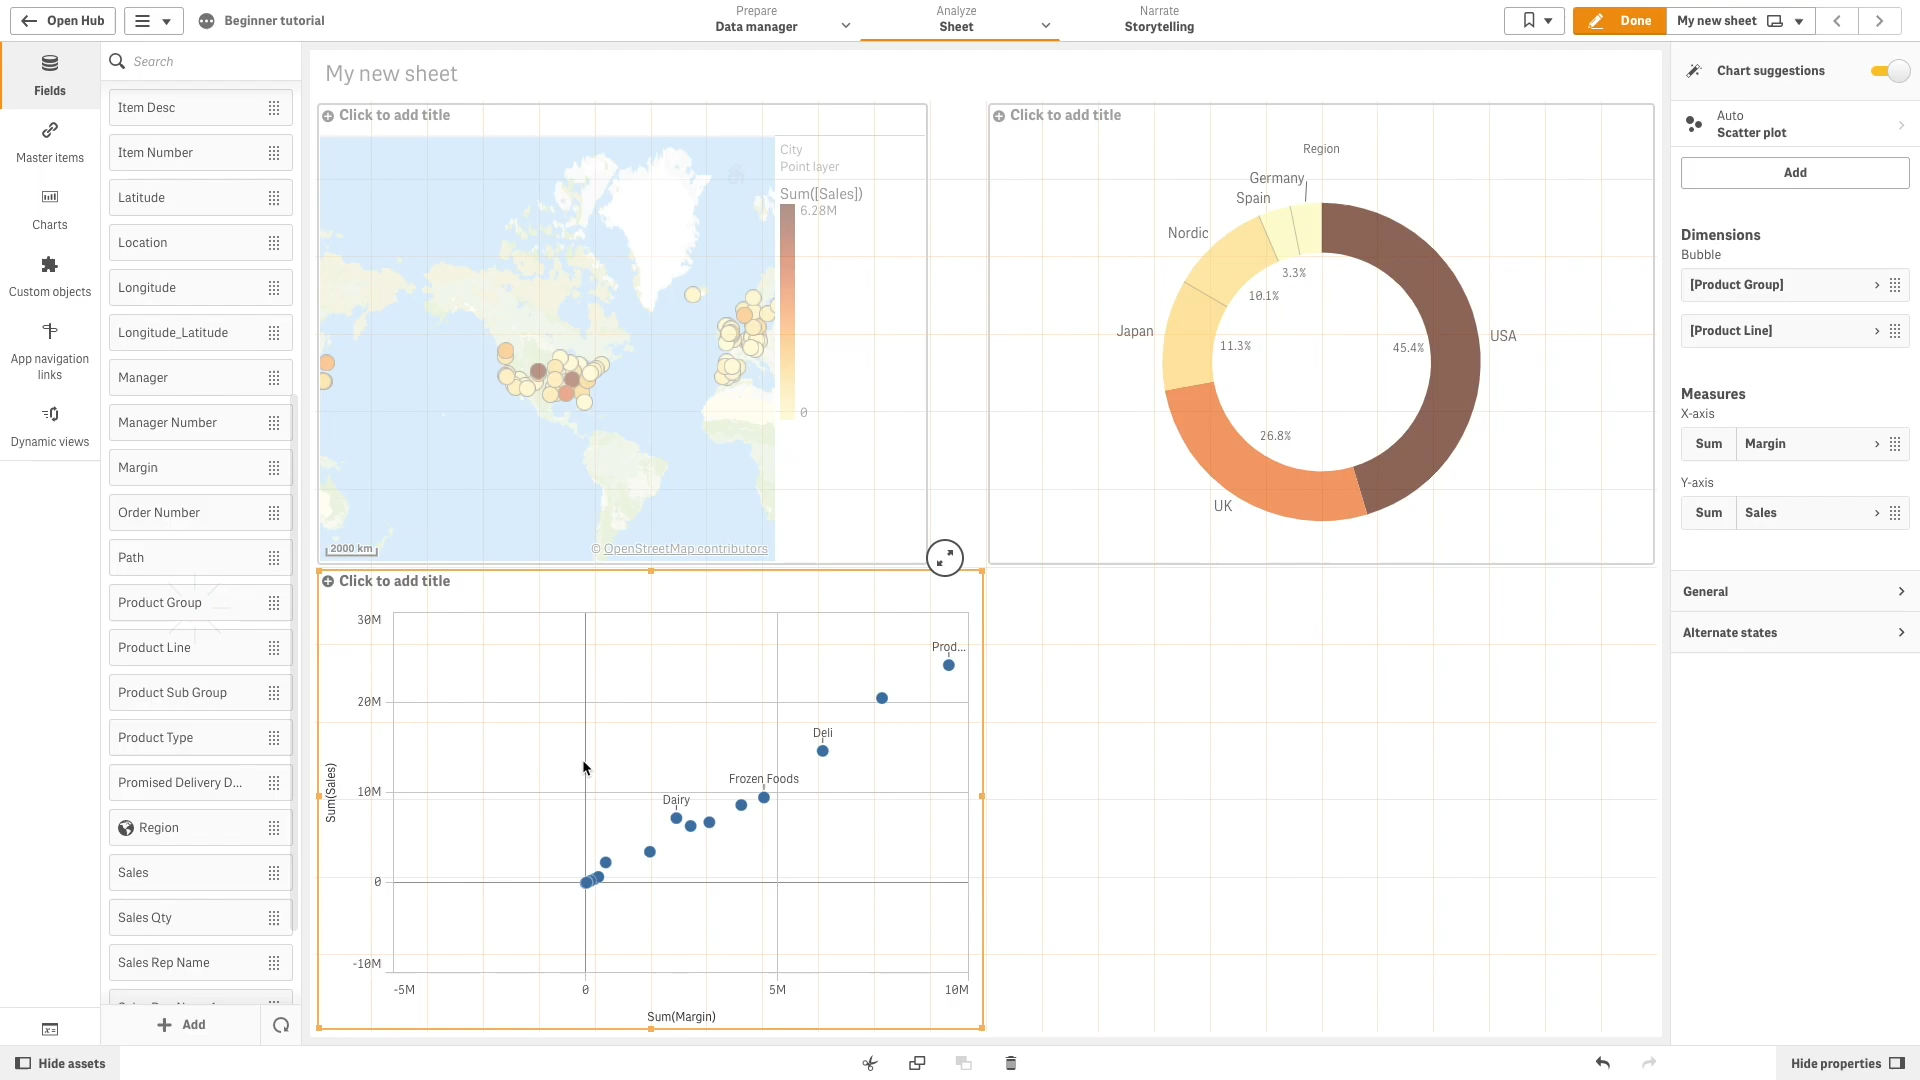 Open Hub
Beginner tutorial
Prepare
Data manager
Analyze
Sheet
Narrate
Storytelling
Done
My new sheet
Fields
Master items
Charts
Custom objects
App navigation
links
Dynamic views
Search
Item Desc
Item Number
Latitude
Location
Longitude
Longitude_Latitude
Manager
Manager Number
Margin
Order Number
Path
Product Group
Product Line
Product Sub Group
Product Type
Promised Delivery D...
Region
Sales
Sales Qty
Sales Rep Name
Add
My new sheet
Click to add title
City
Point layer
Sum([Sales])
6.28M
0
2000 km
© OpenStreetMap contributors
Click to add title
Region
Germany
Spain
Nordic
Japan
UK
USA
3.3%
10.1%
11.3%
26.8%
45.4%
Click to add title
30M
20M
10M
0
-10M
Sum(Sales)
Prod...
Deli
Frozen Foods
Dairy
-5M
0
5M
10M
Sum(Margin)
Chart suggestions
Auto
Scatter plot
Add
Dimensions
Bubble
[Product Group]
[Product Line]
Measures
X-axis
Sum Margin
Y-axis
Sum Sales
General
Alternate states
Hide assets
Hide properties